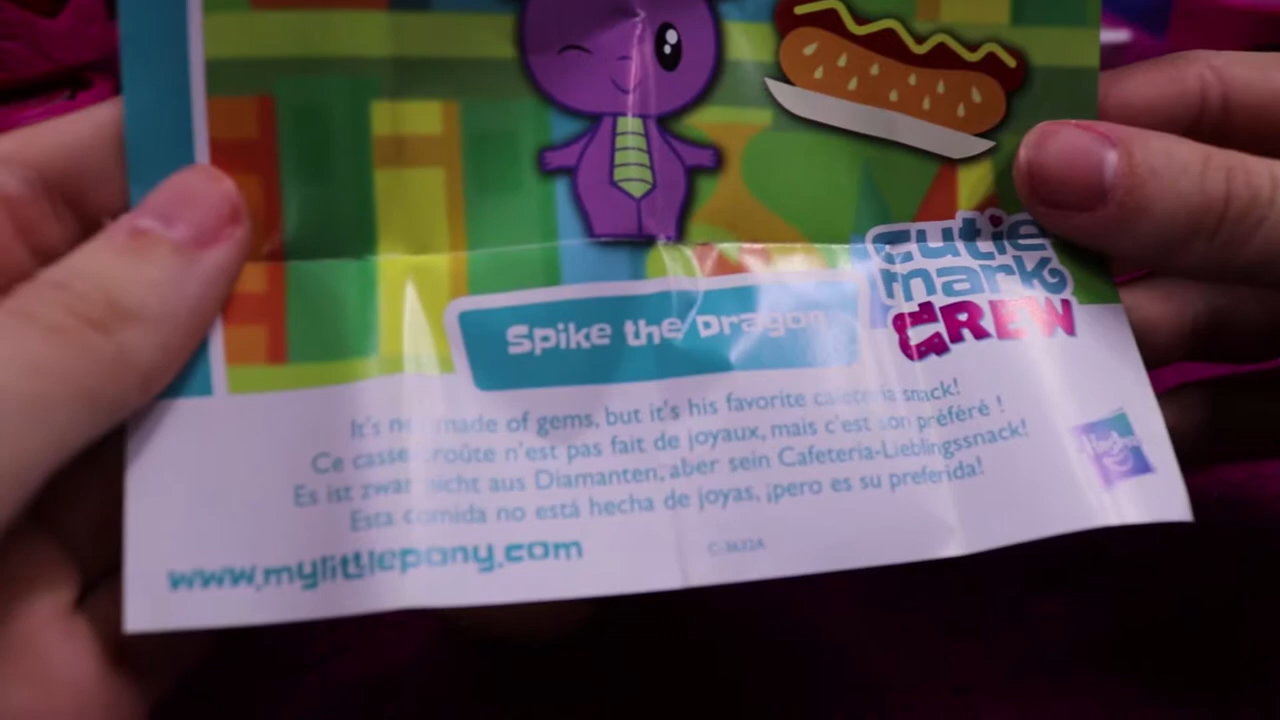 cutie
mark
CREW
Spike the Dragon
It's made of gems, but it's his favorite cafeteria snack!
Ce n'est pas fait de joyaux, mais c'est son préféré !
Es ist zwar nicht aus Diamanten, aber sein Cafeteria-Lieblingssnack!
Esta comida no está hecha de joyas, ¡pero es su preferida!
www.mylittlepony.com
Hasbro